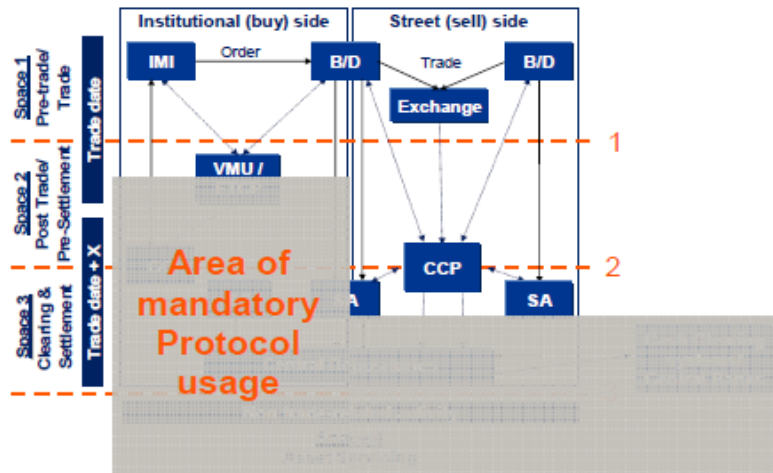 Institutional (buy) side
Street (sell) side
Space 1
Pre-trade/
Trade
Trade date
IMI
Order
B/D
Trade
B/D
Exchange
1
Space 2
Post Trade/
Pre-Settlement
VMU /
CCP
2
Space 3
Clearing &
Settlement
Trade date + X
Area of
mandatory
Protocol
usage
A
SA
Asset Servicing